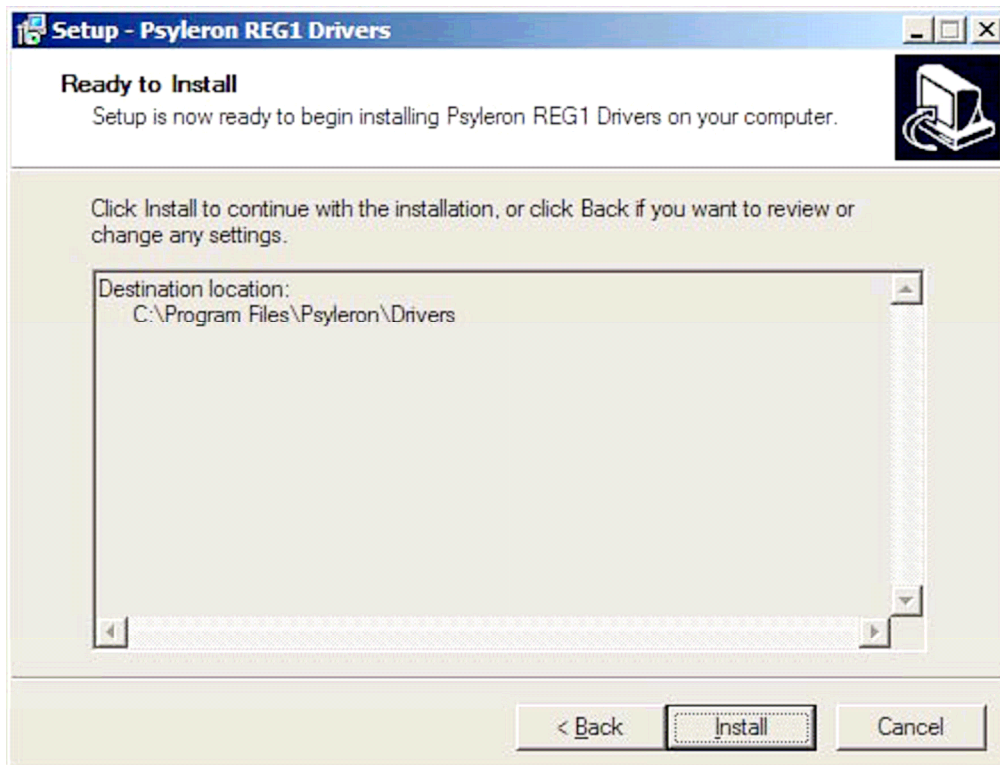 Setup - Psyleron REG1 Drivers
Ready to Install
Setup is now ready to begin installing Psyleron REG1 Drivers on your computer.
Click Install to continue with the installation, or click Back if you want to review or
change any settings.
Destination location:
C:\Program Files\Psyleron\Drivers
< Back
Install
Cancel